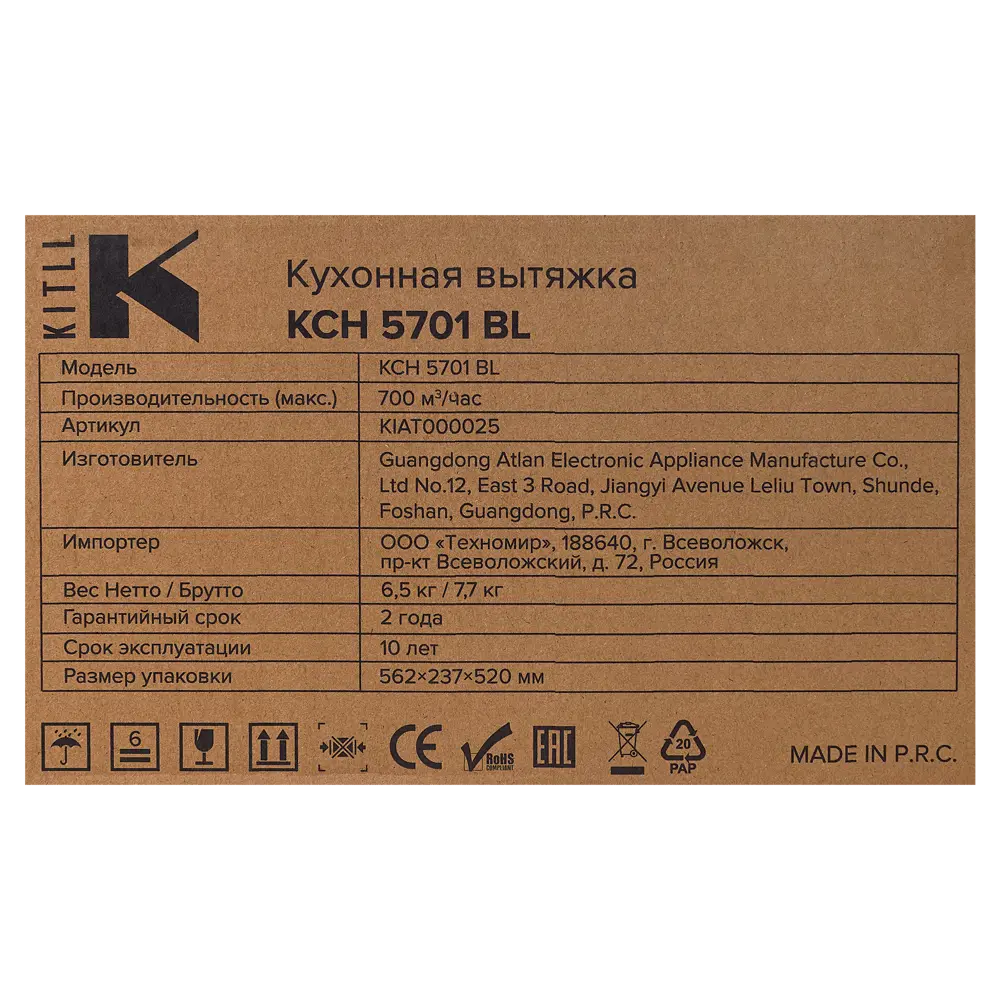 KITLL
Кухонная вытяжка
KCH 5701 BL
Модель KCH 5701 BL
Производительность (макс.) 700 м³/час
Артикул KIAT000025
Изготовитель Guangdong Atlan Electronic Appliance Manufacture Co.,
Ltd No.12, East 3 Road, Jiangyi Avenue Leliu Town, Shunde,
Foshan, Guangdong, P.R.C.
Импортер ООО «Техномир», 188640, г. Всеволожск,
пр-кт Всеволожский, д. 72, Россия
Вес Нетто / Брутто 6,5 кг / 7,7 кг
Гарантийный срок 2 года
Срок эксплуатации 10 лет
Размер упаковки 562×237×520 мм
6 CE RoHS EAC 20
COMPLIANT PAP
MADE IN P.R.C.